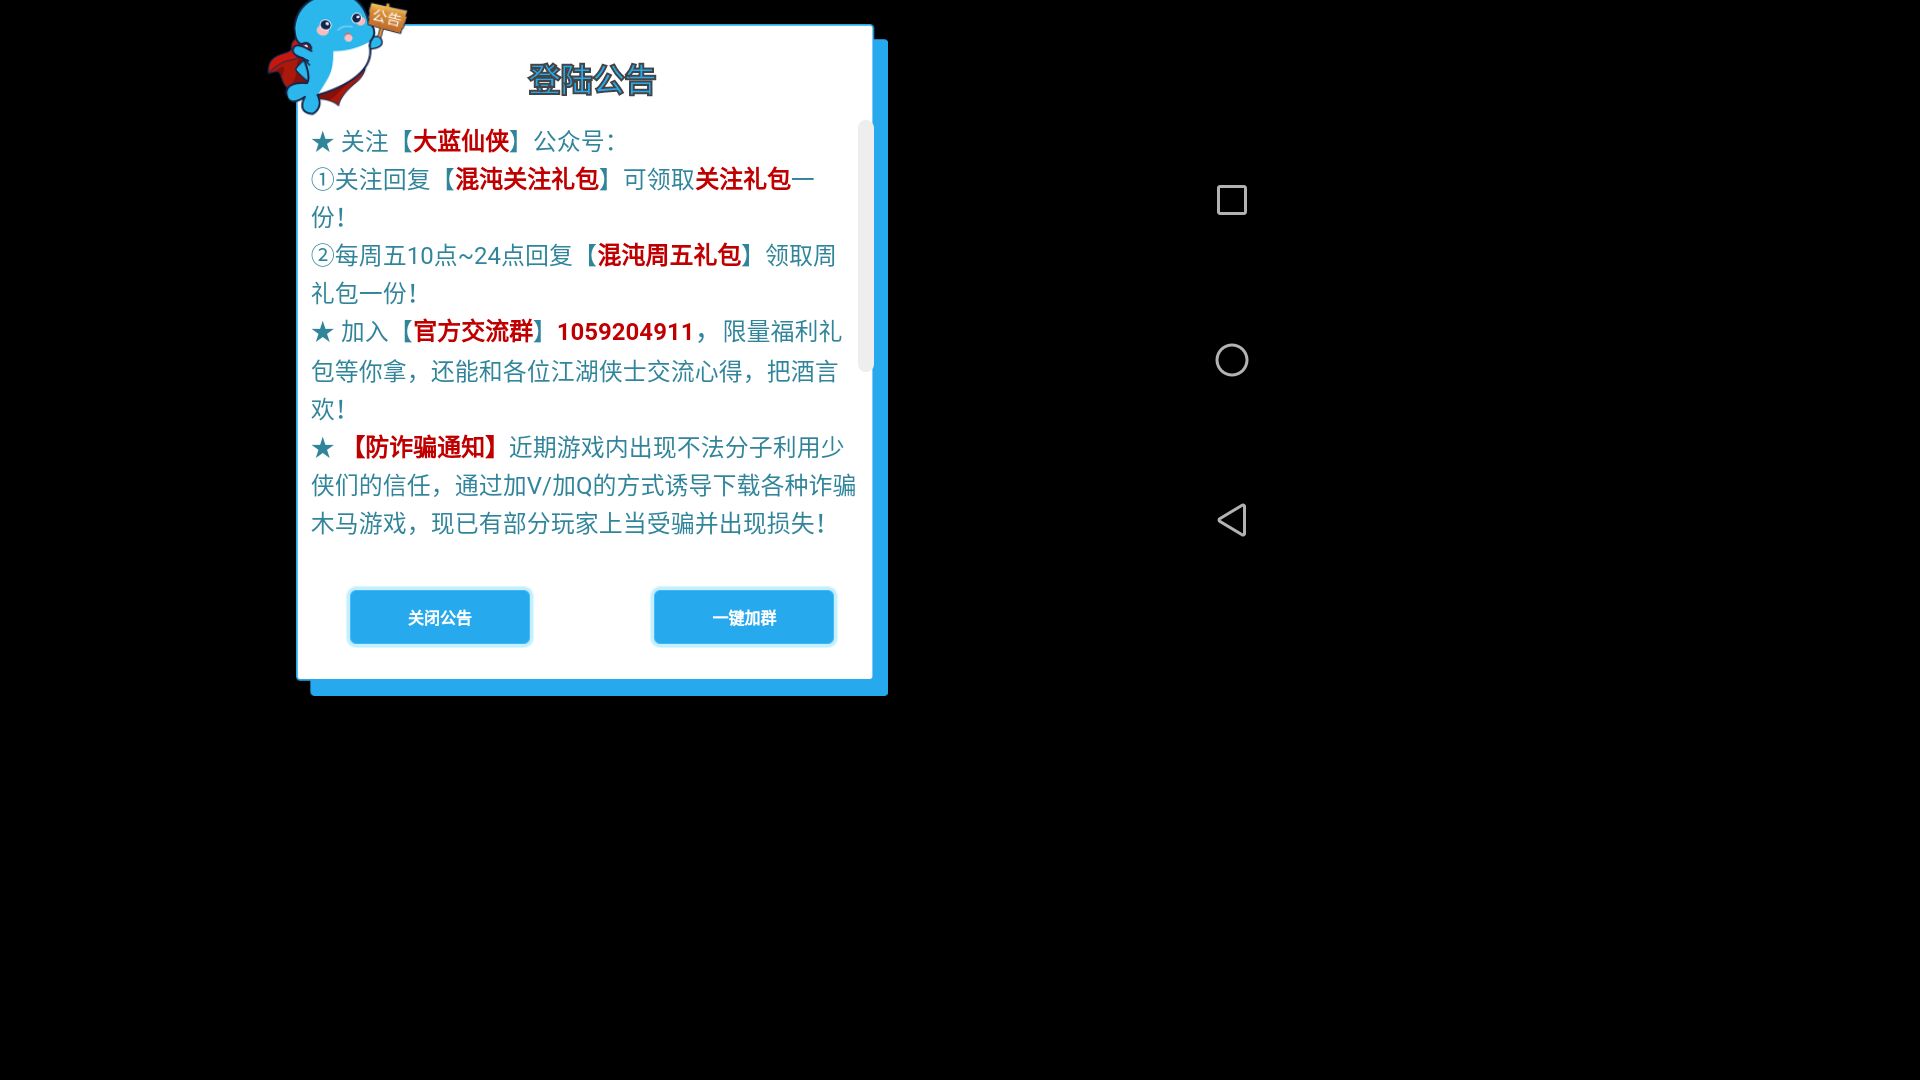 公告
登陆公告
★ 关注【大蓝仙侠】公众号：
①关注回复【混沌关注礼包】可领取关注礼包一
份！
②每周五10点~24点回复【混沌周五礼包】领取周
礼包一份！
★ 加入【官方交流群】1059204911，限量福利礼
包等你拿，还能和各位江湖侠士交流心得，把酒言
欢！
★ 【防诈骗通知】近期游戏内出现不法分子利用少
侠们的信任，通过加V/加Q的方式诱导下载各种诈骗
木马游戏，现已有部分玩家上当受骗并出现损失！
关闭公告
一键加群